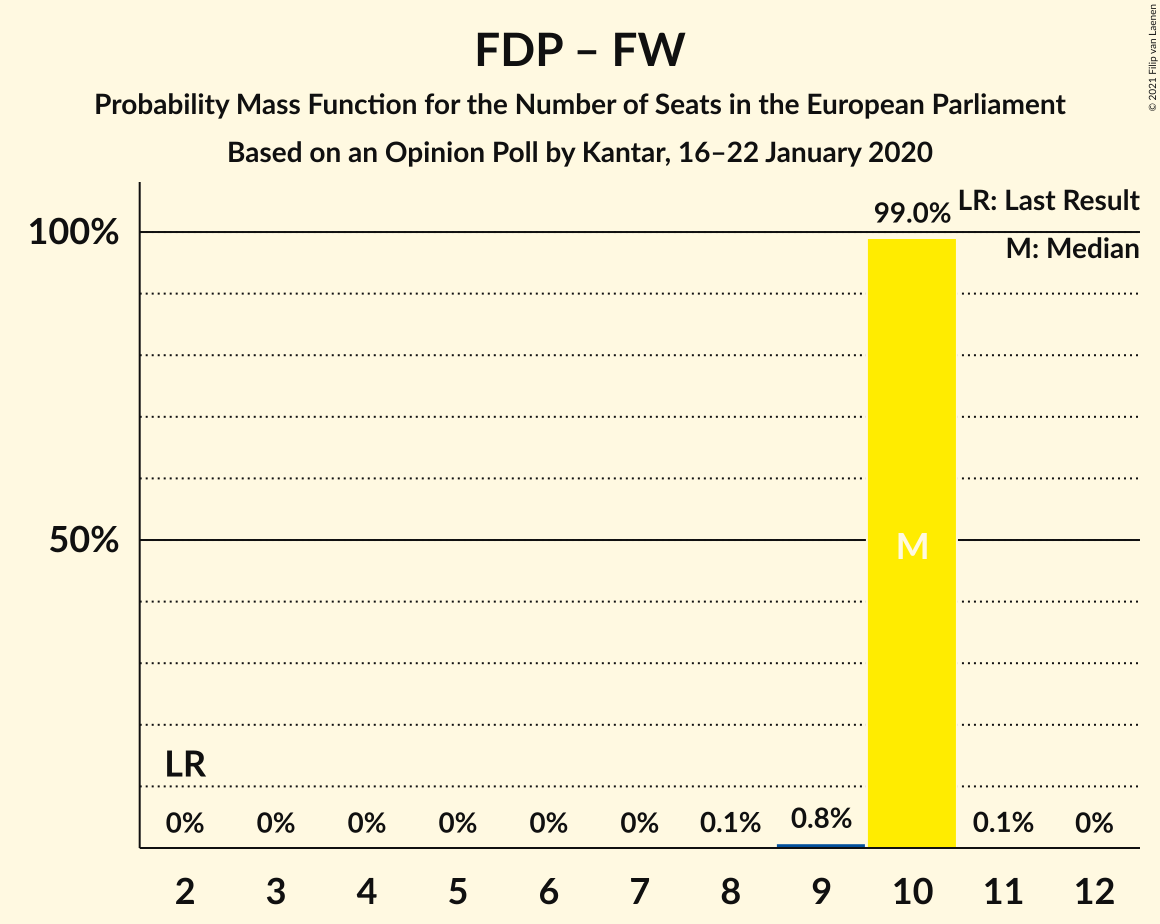 FDP – FW
Probability Mass Function for the Number of Seats in the European Parliament
Based on an Opinion Poll by Kantar, 16–22 January 2020
© 2021 Filip van Laenen
LR: Last Result
M: Median
99.0%
100%
50%
M
LR
0% 0% 0% 0% 0% 0% 0.1% 0.8% 0.1% 0%
2 3 4 5 6 7 8 9 10 11 12